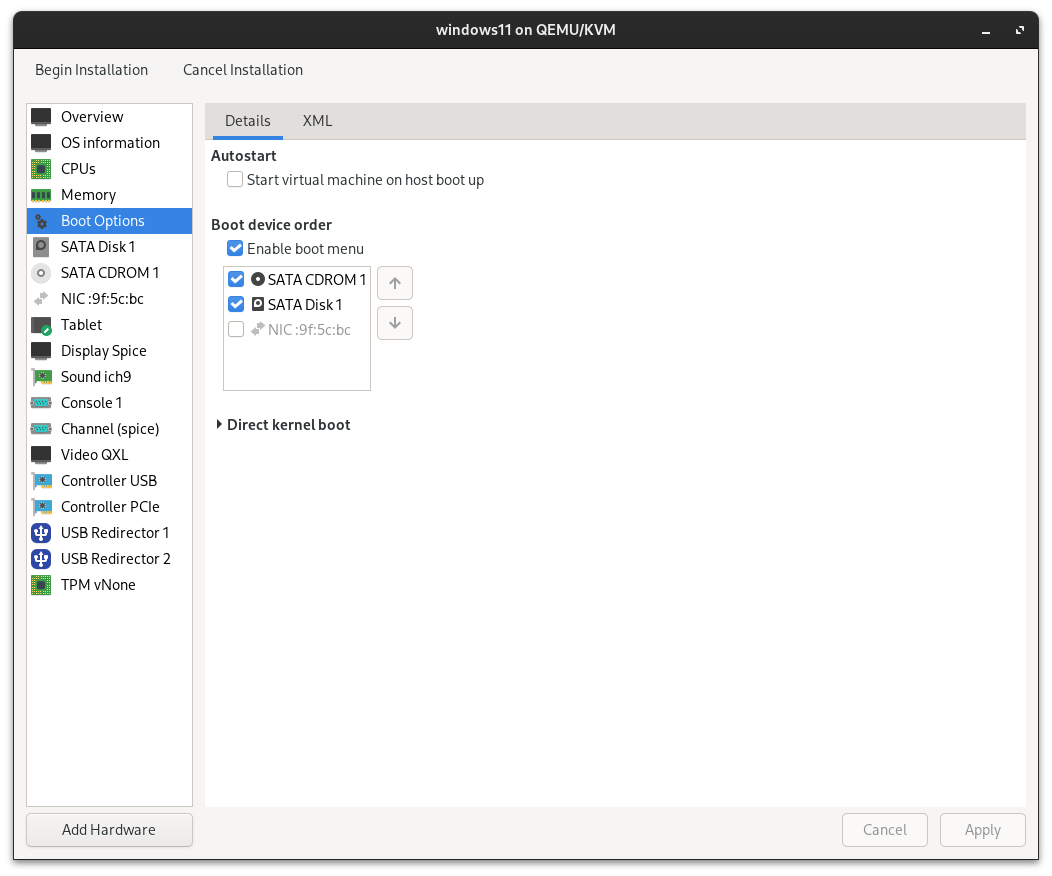 windows11 on QEMU/KVM
Begin Installation
Cancel Installation
Overview
OS information
CPUs
Memory
Boot Options
SATA Disk 1
SATA CDROM 1
NIC :9f:5c:bc
Tablet
Display Spice
Sound ich9
Console 1
Channel (spice)
Video QXL
Controller USB
Controller PCIe
USB Redirector 1
USB Redirector 2
TPM vNone
Add Hardware
Details
XML
Autostart
Start virtual machine on host boot up
Boot device order
Enable boot menu
SATA CDROM 1
SATA Disk 1
NIC :9f:5c:bc
Direct kernel boot
Cancel
Apply